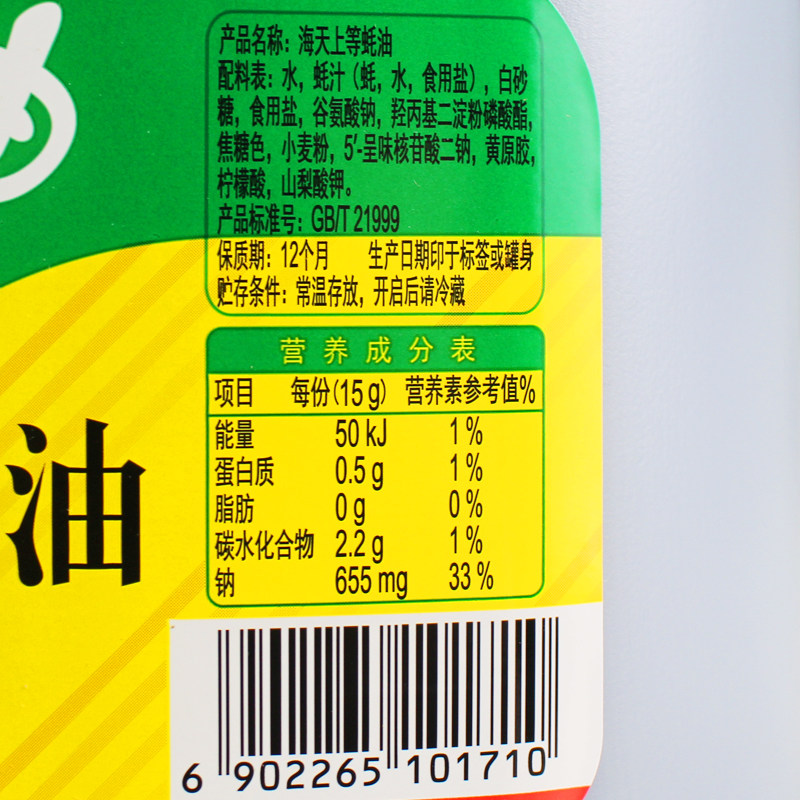 产品名称：海天上等蚝油
配料表：水，蚝汁（蚝，水，食用盐），白砂
糖，食用盐，谷氨酸钠，羟丙基二淀粉磷酸酯，
焦糖色，小麦粉，5′-呈味核苷酸二钠，黄原胶，
柠檬酸，山梨酸钾。
产品标准号：GB/T 21999
保质期：12个月 生产日期印于标签或罐身
贮存条件：常温存放，开启后请冷藏
营养成分表
项目 每份(15 g) 营养素参考值%
能量 50 kJ 1 %
蛋白质 0.5 g 1 %
脂肪 0 g 0 %
碳水化合物 2.2 g 1 %
钠 655 mg 33 %
油
6 902265 101710